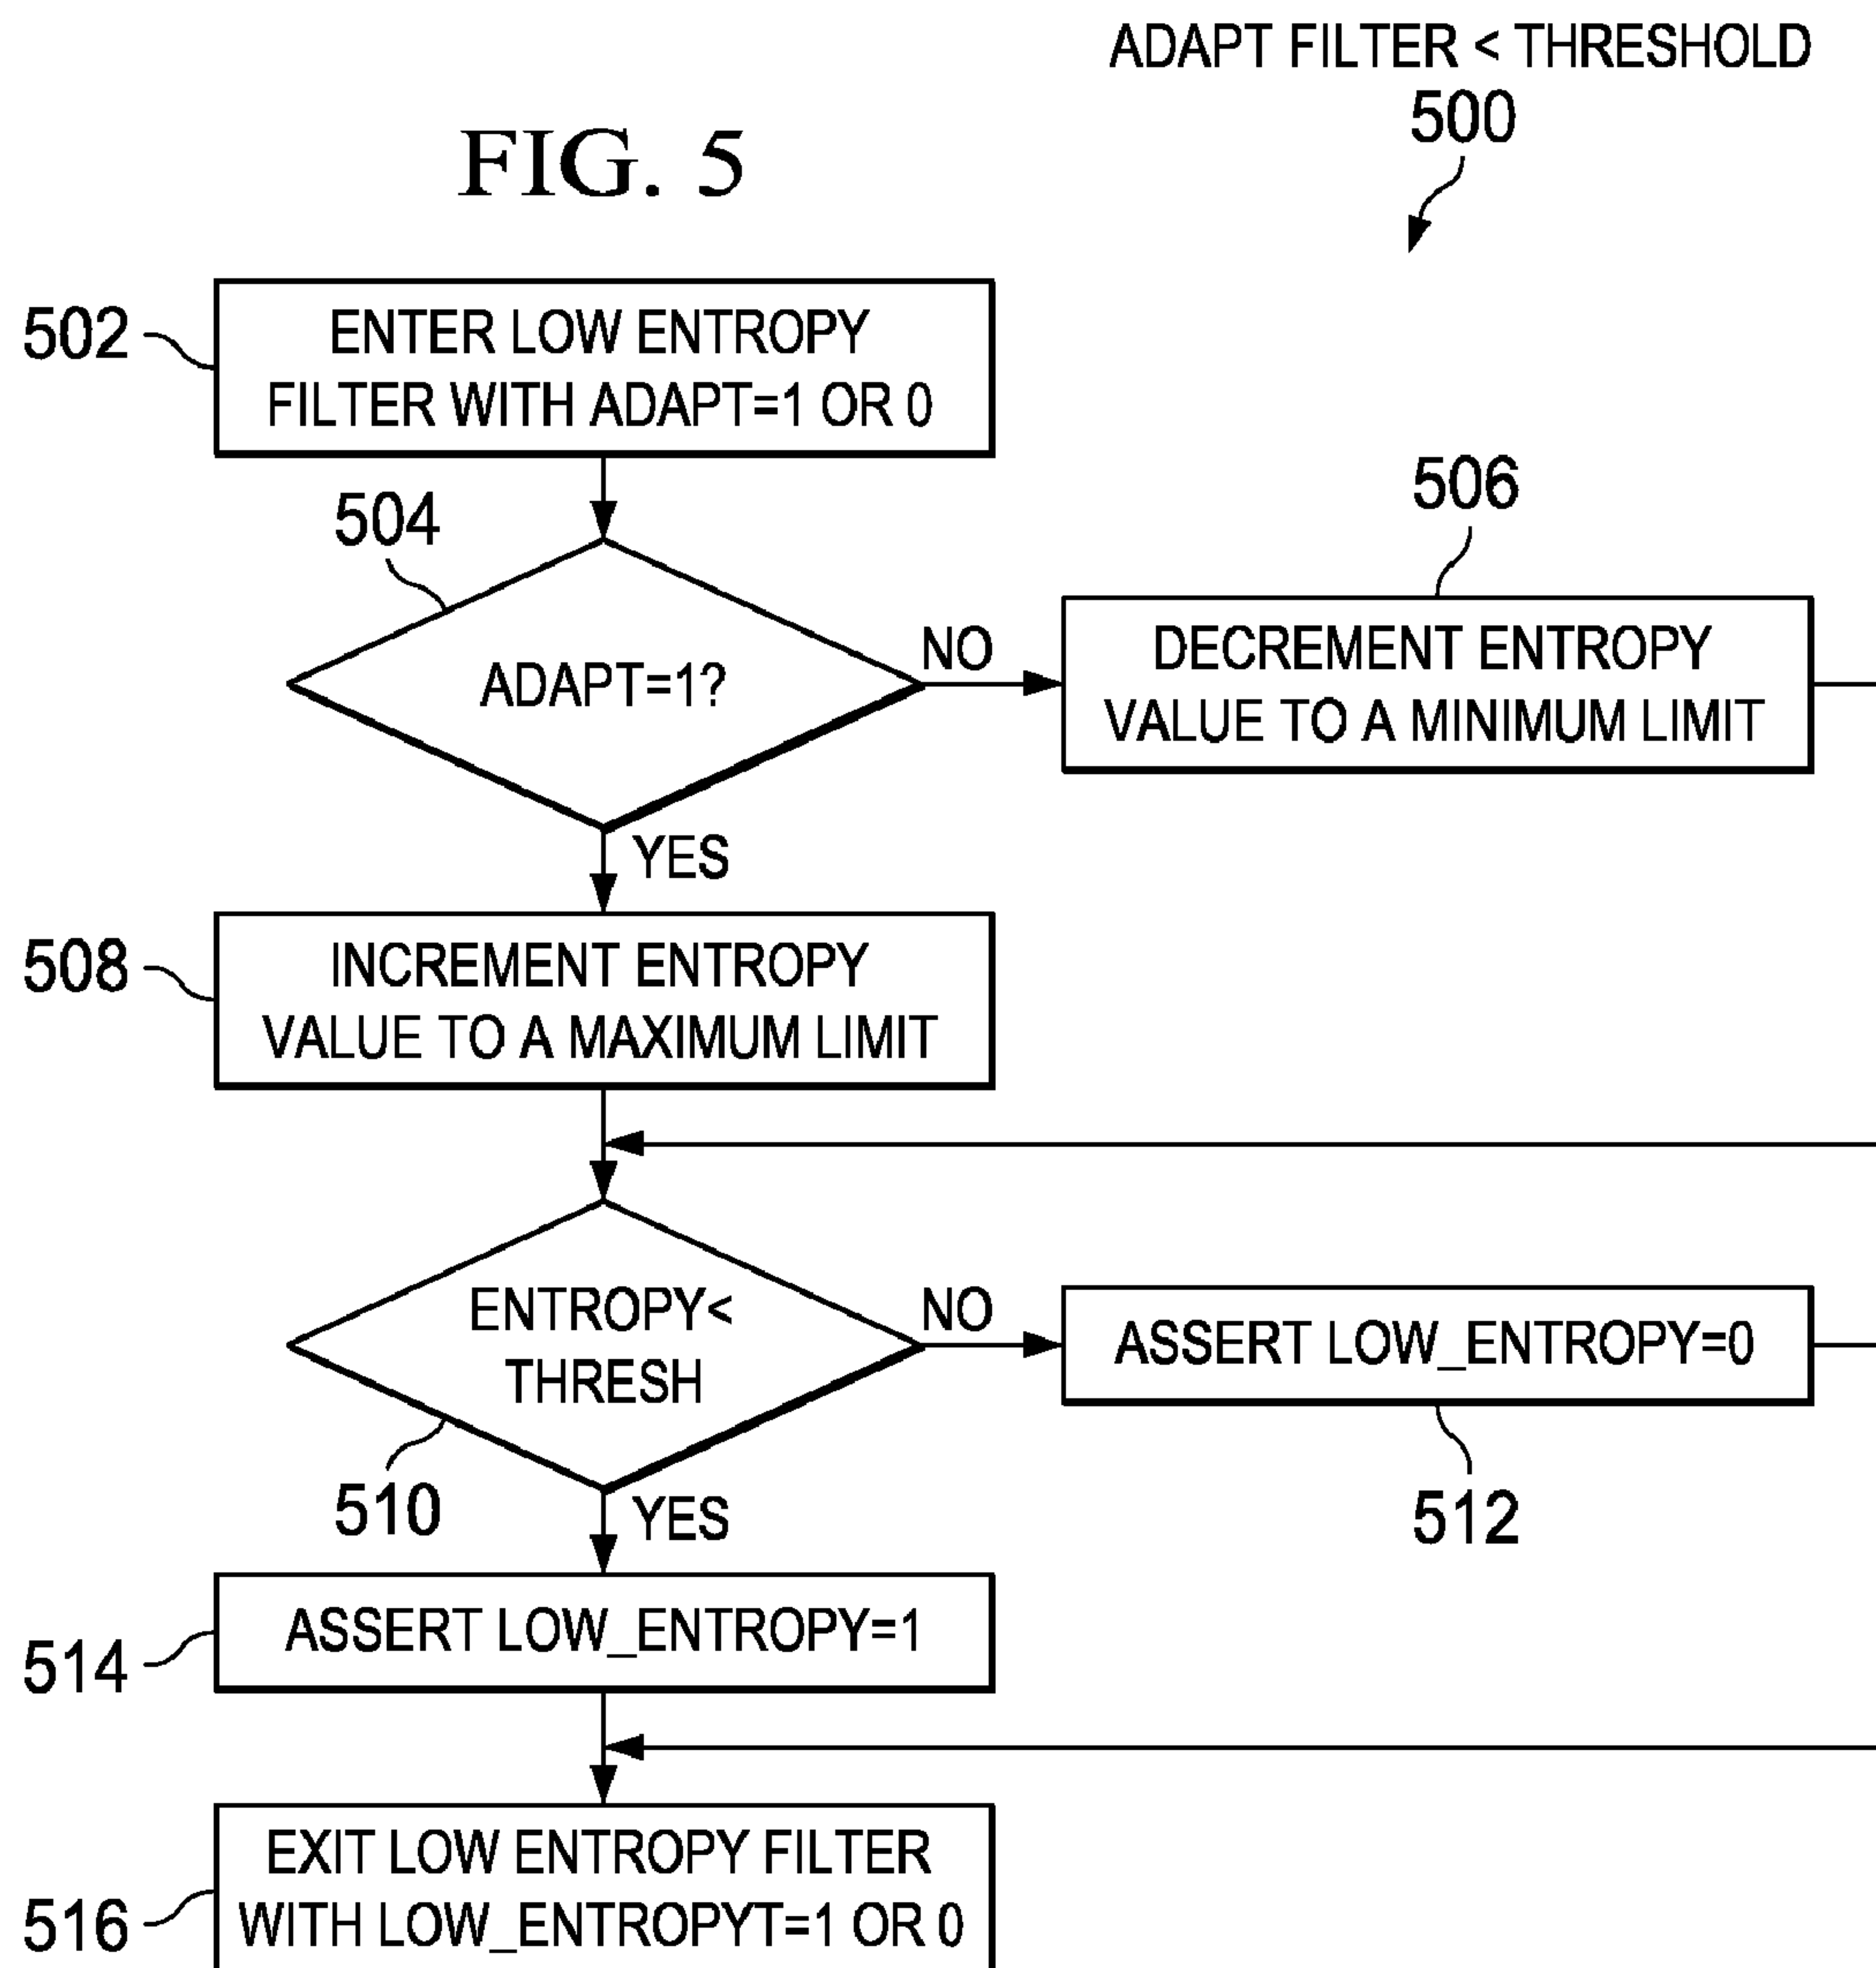 ADAPT FILTER < THRESHOLD
500
FIG. 5
502
ENTER LOW ENTROPY
FILTER WITH ADAPT=1 OR 0
504
ADAPT=1?
NO
506
DECREMENT ENTROPY
VALUE TO A MINIMUM LIMIT
YES
508
INCREMENT ENTROPY
VALUE TO A MAXIMUM LIMIT
ENTROPY<
THRESH
510
NO
ASSERT LOW_ENTROPY=0
512
YES
514
ASSERT LOW_ENTROPY=1
516
EXIT LOW ENTROPY FILTER
WITH LOW_ENTROPYT=1 OR 0